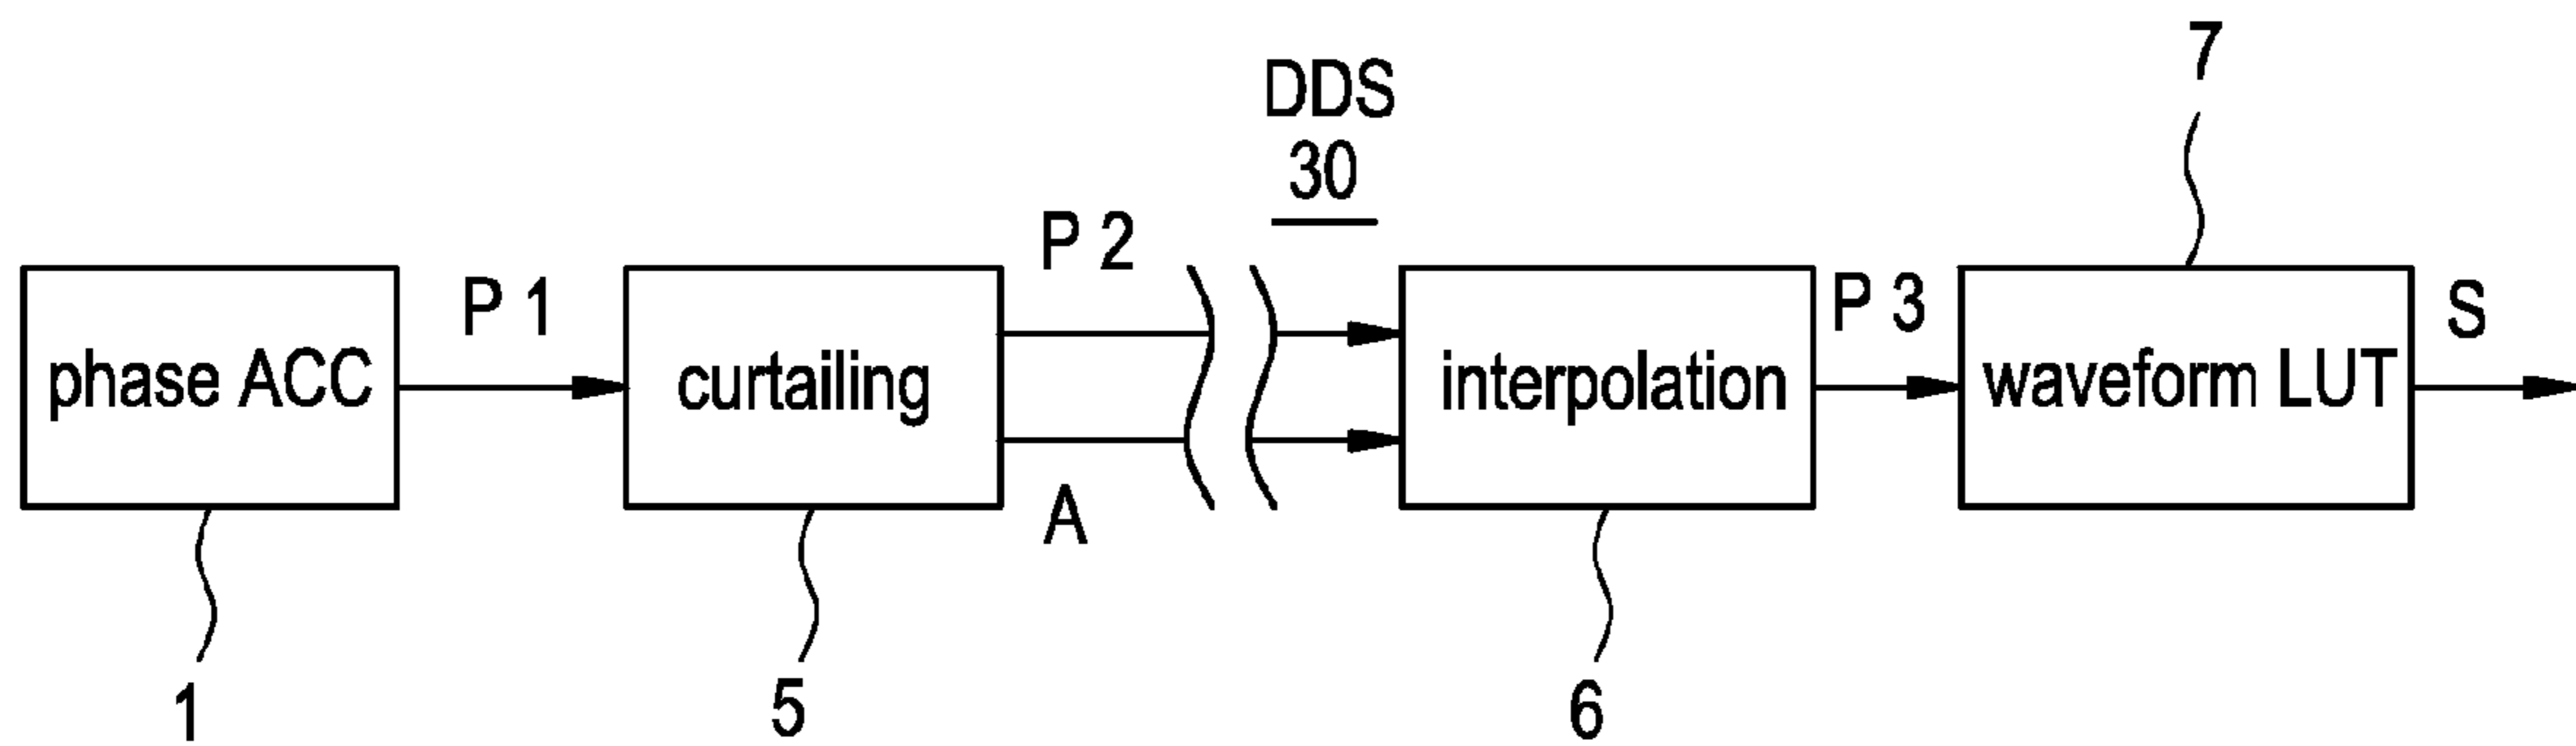 7
DDS
30
P 2
P 1
P 3
S
phase ACC
curtailing
interpolation
waveform LUT
A
1
5
6